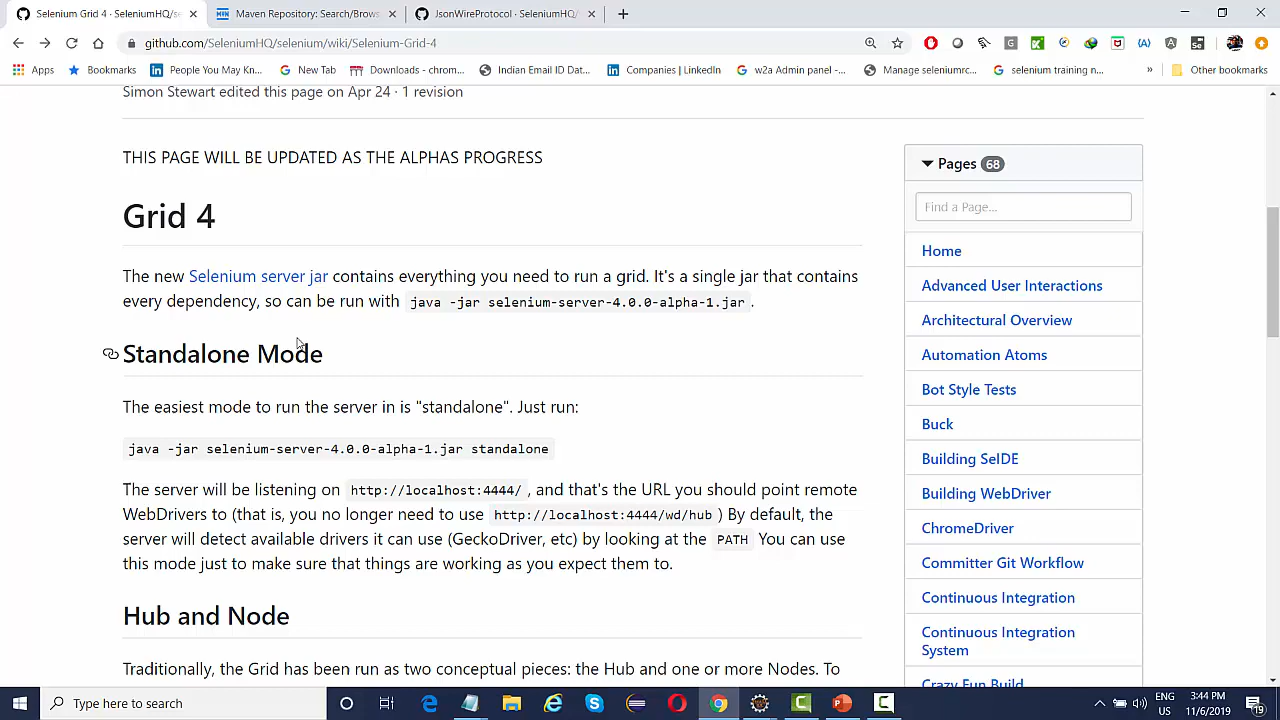 Selenium Grid 4 · SeleniumHQ/se
Maven Repository: Search/Brows
JsonWireProtocol · SeleniumHQ/
github.com/SeleniumHQ/selenium/wiki/Selenium-Grid-4
Apps
Bookmarks
People You May Kn...
New Tab
Downloads - chrom...
Indian Email ID Dat...
Companies | LinkedIn
w2a Admin panel -...
Manage seleniumrc...
selenium training n...
»
Other bookmarks
Simon Stewart edited this page on Apr 24 · 1 revision
THIS PAGE WILL BE UPDATED AS THE ALPHAS PROGRESS
Grid 4
The new Selenium server jar contains everything you need to run a grid. It's a single jar that contains
every dependency, so can be run with java -jar selenium-server-4.0.0-alpha-1.jar.
Standalone Mode
The easiest mode to run the server in is "standalone". Just run:
java -jar selenium-server-4.0.0-alpha-1.jar standalone
The server will be listening on http://localhost:4444/ , and that's the URL you should point remote
WebDrivers to (that is, you no longer need to use http://localhost:4444/wd/hub ) By default, the
server will detect available drivers it can use (GeckoDriver, etc) by looking at the PATH You can use
this mode just to make sure that things are working as you expect them to.
Hub and Node
Traditionally, the Grid has been run as two conceptual pieces: the Hub and one or more Nodes. To
Pages 68
Find a Page...
Home
Advanced User Interactions
Architectural Overview
Automation Atoms
Bot Style Tests
Buck
Building SeIDE
Building WebDriver
ChromeDriver
Committer Git Workflow
Continuous Integration
Continuous Integration
System
Crazy Fun Build
Type here to search
ENG
US
3:44 PM
11/6/2019